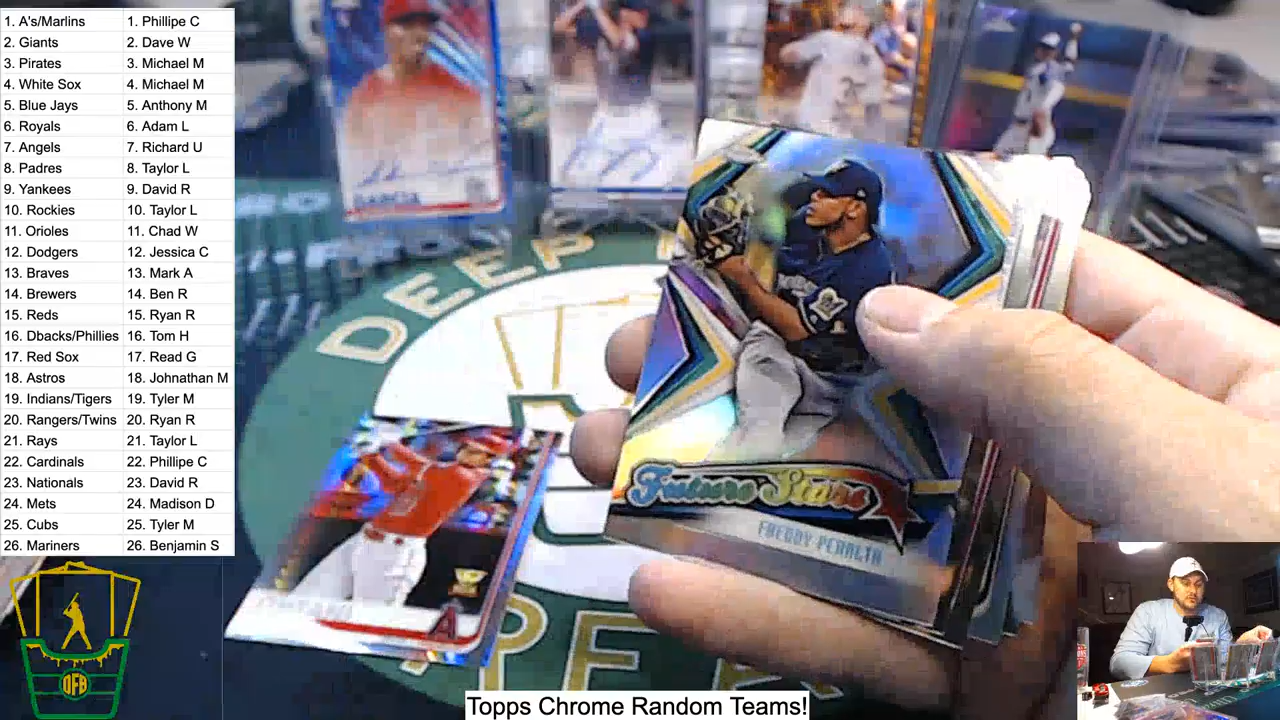 1. A's/Marlins 1. Phillipe C
2. Giants 2. Dave W
3. Pirates 3. Michael M
4. White Sox 4. Michael M
5. Blue Jays 5. Anthony M
6. Royals 6. Adam L
7. Angels 7. Richard U
8. Padres 8. Taylor L
9. Yankees 9. David R
10. Rockies 10. Taylor L
11. Orioles 11. Chad W
12. Dodgers 12. Jessica C
13. Braves 13. Mark A
14. Brewers 14. Ben R
15. Reds 15. Ryan R
16. Dbacks/Phillies 16. Tom H
17. Red Sox 17. Read G
18. Astros 18. Johnathan M
19. Indians/Tigers 19. Tyler M
20. Rangers/Twins 20. Ryan R
21. Rays 21. Taylor L
22. Cardinals 22. Phillipe C
23. Nationals 23. David R
24. Mets 24. Madison D
25. Cubs 25. Tyler M
26. Mariners 26. Benjamin S
GARCIA
DEEP
Future Stars
FREDDY PERALTA
A
DFB
Topps Chrome Random Teams!